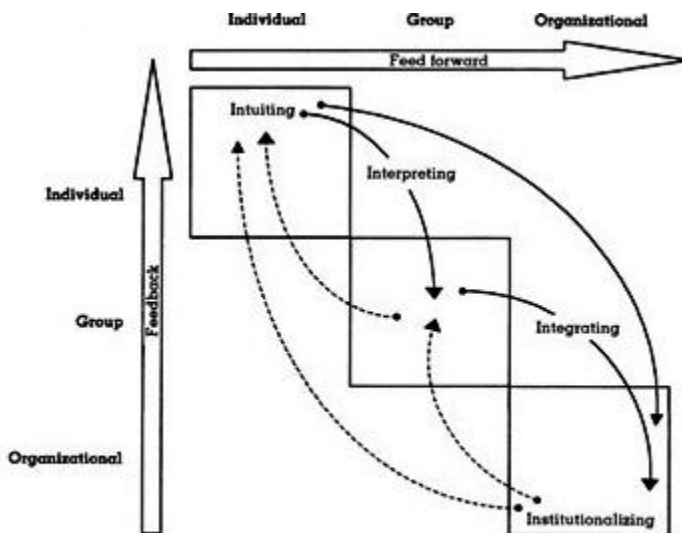 Individual Group Organizational
Feed forward
Intuiting
Interpreting
Individual
Group
Feedback
Integrating
Organizational
Institutionalizing